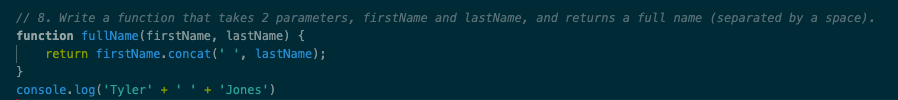 // 8. Write a function that takes 2 parameters, firstName and lastName, and returns a full name (separated by a space).
function fullName(firstName, lastName) {
    return firstName.concat(' ', lastName);
}
console.log('Tyler' + ' ' + 'Jones')